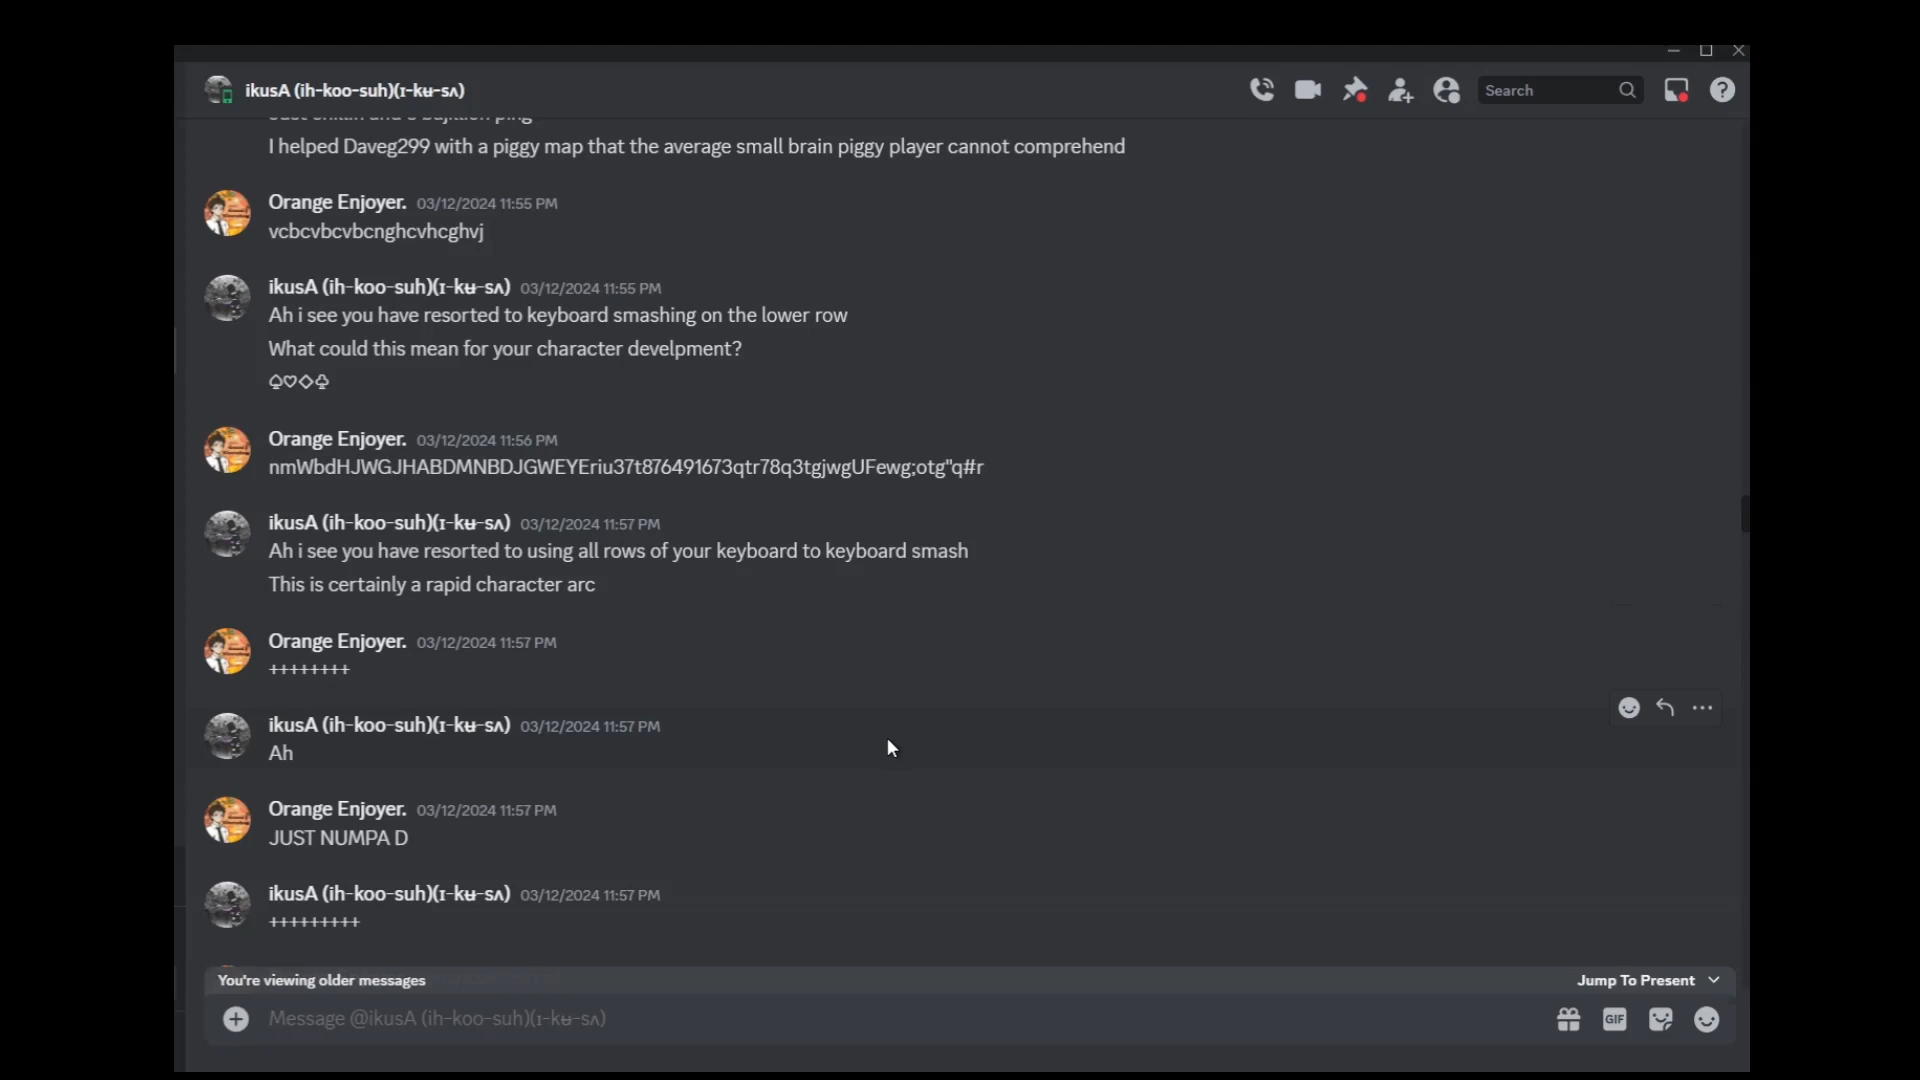 ikusA (ih-koo-suh)(ɪ-kʉ-sʌ)
Search
I helped Daveg299 with a piggy map that the average small brain piggy player cannot comprehend
Orange Enjoyer. 03/12/2024 11:55 PM
vcbcvbcvbcnghcvhcghvj
ikusA (ih-koo-suh)(ɪ-kʉ-sʌ) 03/12/2024 11:55 PM
Ah i see you have resorted to keyboard smashing on the lower row
What could this mean for your character develpment?
♤♡◇♧
Orange Enjoyer. 03/12/2024 11:56 PM
nmWbdHJWGJHABDMNBDJGWEYEriu37t876491673qtr78q3tgjwgUFewg;otg"q#r
ikusA (ih-koo-suh)(ɪ-kʉ-sʌ) 03/12/2024 11:57 PM
Ah i see you have resorted to using all rows of your keyboard to keyboard smash
This is certainly a rapid character arc
Orange Enjoyer. 03/12/2024 11:57 PM
++++++++
ikusA (ih-koo-suh)(ɪ-kʉ-sʌ) 03/12/2024 11:57 PM
Ah
Orange Enjoyer. 03/12/2024 11:57 PM
JUST NUMPA D
ikusA (ih-koo-suh)(ɪ-kʉ-sʌ) 03/12/2024 11:57 PM
+++++++++
You're viewing older messages
Jump To Present
Message @ikusA (ih-koo-suh)(ɪ-kʉ-sʌ)
GIF